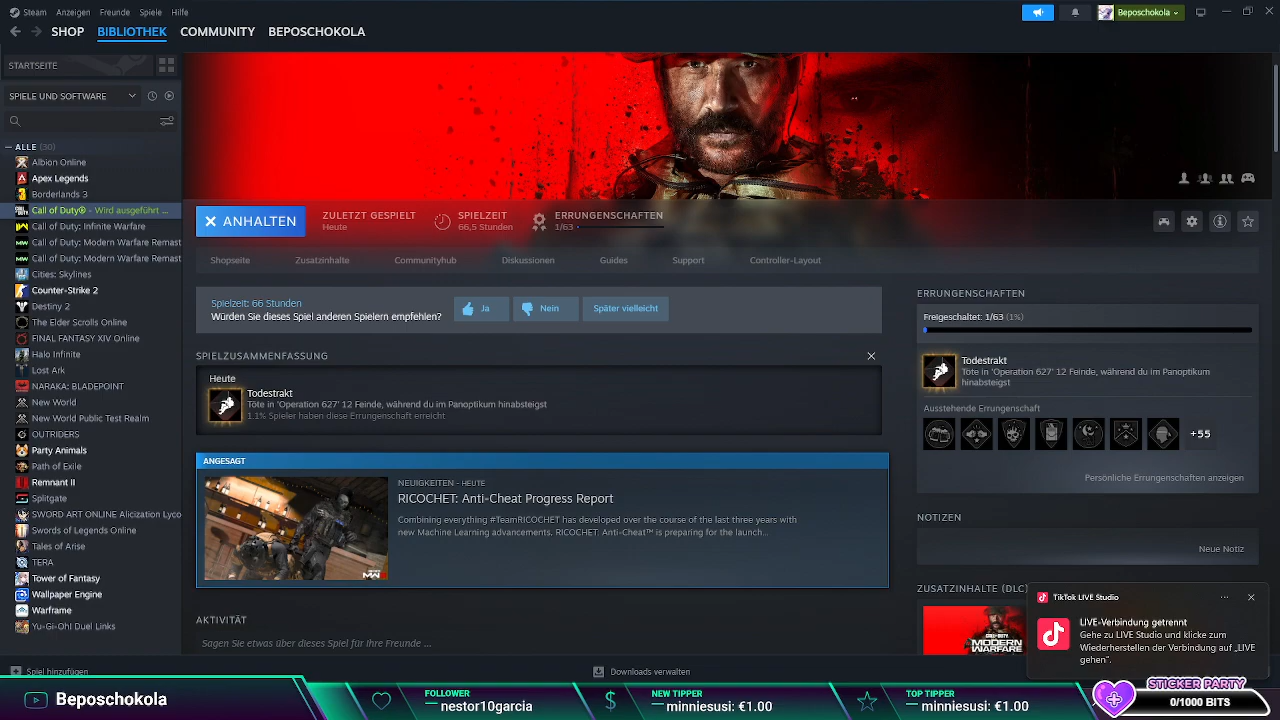 Steam Anzeigen Freunde Spiele Hilfe
Beposchokola
SHOP BIBLIOTHEK COMMUNITY BEPOSCHOKOLA
STARTSEITE
SPIELE UND SOFTWARE
ALLE (30)
Albion Online
Apex Legends
Borderlands 3
Call of Duty® - Wird ausgeführt ...
Call of Duty: Infinite Warfare
Call of Duty: Modern Warfare Remast
Call of Duty: Modern Warfare Remast
Cities: Skylines
Counter-Strike 2
Destiny 2
The Elder Scrolls Online
FINAL FANTASY XIV Online
Halo Infinite
Lost Ark
NARAKA: BLADEPOINT
New World
New World Public Test Realm
OUTRIDERS
Party Animals
Path of Exile
Remnant II
Splitgate
SWORD ART ONLINE Alicization Lyco
Swords of Legends Online
Tales of Arise
TERA
Tower of Fantasy
Wallpaper Engine
Warframe
Yu-Gi-Oh! Duel Links
Spiel hinzufügen
ANHALTEN
ZULETZT GESPIELT
Heute
SPIELZEIT
66,5 Stunden
ERRUNGENSCHAFTEN
1/63
Shopseite Zusatzinhalte Communityhub Diskussionen Guides Support Controller-Layout
Spielzeit: 66 Stunden
Würden Sie dieses Spiel anderen Spielern empfehlen?
Ja Nein Später vielleicht
SPIELZUSAMMENFASSUNG
Heute
Todestrakt
Töte in 'Operation 627' 12 Feinde, während du im Panoptikum hinabsteigst
1.1% Spieler haben diese Errungenschaft erreicht
ANGESAGT
NEUIGKEITEN – HEUTE
RICOCHET: Anti-Cheat Progress Report
Combining everything #TeamRICOCHET has developed over the course of the last three years with
new Machine Learning advancements. RICOCHET: Anti-Cheat™ is preparing for the launch...
AKTIVITÄT
Sagen Sie etwas über dieses Spiel für Ihre Freunde ...
ERRUNGENSCHAFTEN
Freigeschaltet: 1/63 (1%)
Todestrakt
Töte in 'Operation 627' 12 Feinde, während du im Panoptikum
hinabsteigst
Ausstehende Errungenschaft
+55
Persönliche Errungenschaften anzeigen
NOTIZEN
Neue Notiz
ZUSATZINHALTE (DLC)
CALL OF DUTY
MODERN
WARFARE
TikTok LIVE Studio
LIVE-Verbindung getrennt
Gehe zu LIVE Studio und klicke zum
Wiederherstellen der Verbindung auf „LIVE
gehen“.
Downloads verwalten
Beposchokola
FOLLOWER
nestor10garcia
NEW TIPPER
minniesusi: €1.00
TOP TIPPER
minniesusi: €1.00
STICKER PARTY
0/1000 BITS